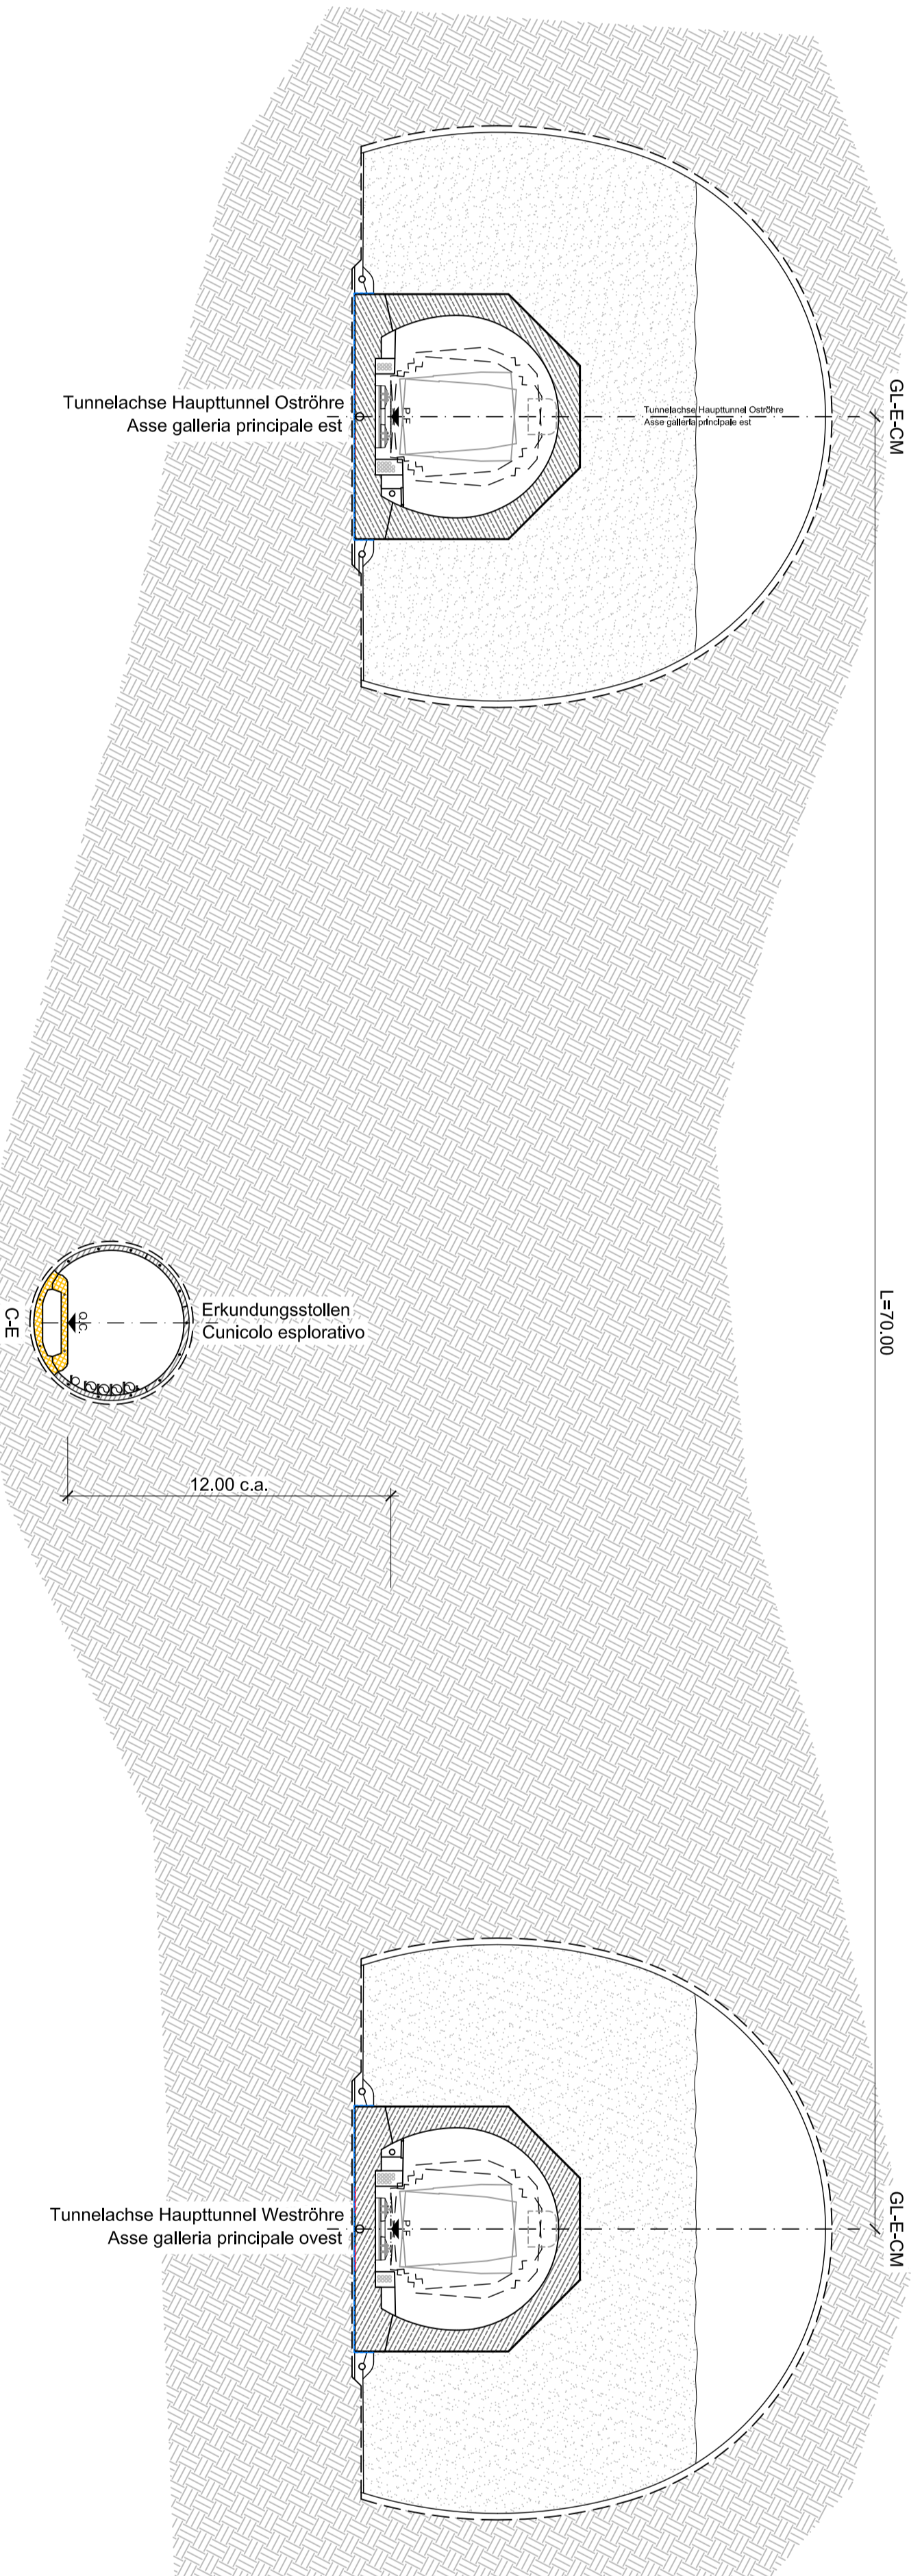 GL-E-CM
Tunnelachse Haupttunnel Oströhre
Asse galleria principale est
Tunnelachse Haupttunnel Oströhre
Asse galleria principale est
P.F.
L=70.00
Erkundungsstollen
Cunicolo esplorativo
Q.C.
C-E
12.00 c.a.
Tunnelachse Haupttunnel Weströhre
Asse galleria principale ovest
P.F.
GL-E-CM